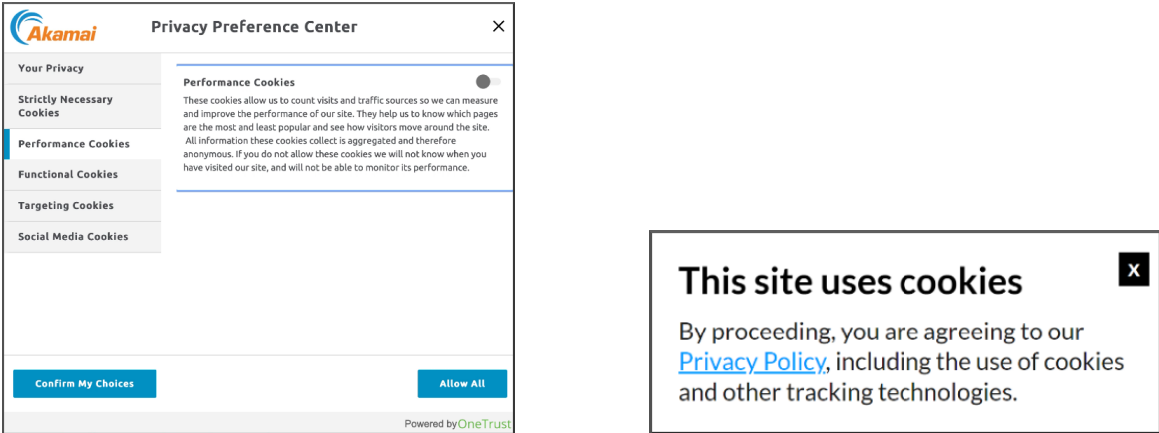 Akamai
Privacy Preference Center
Your Privacy
Strictly Necessary
Cookies
Performance Cookies
Functional Cookies
Targeting Cookies
Social Media Cookies
Performance Cookies
These cookies allow us to count visits and traffic sources so we can measure
and improve the performance of our site. They help us to know which pages
are the most and least popular and see how visitors move around the site.
All information these cookies collect is aggregated and therefore
anonymous. If you do not allow these cookies we will not know when you
have visited our site, and will not be able to monitor its performance.
Confirm My Choices
Allow All
Powered by OneTrust
This site uses cookies
X
By proceeding, you are agreeing to our
Privacy Policy, including the use of cookies
and other tracking technologies.